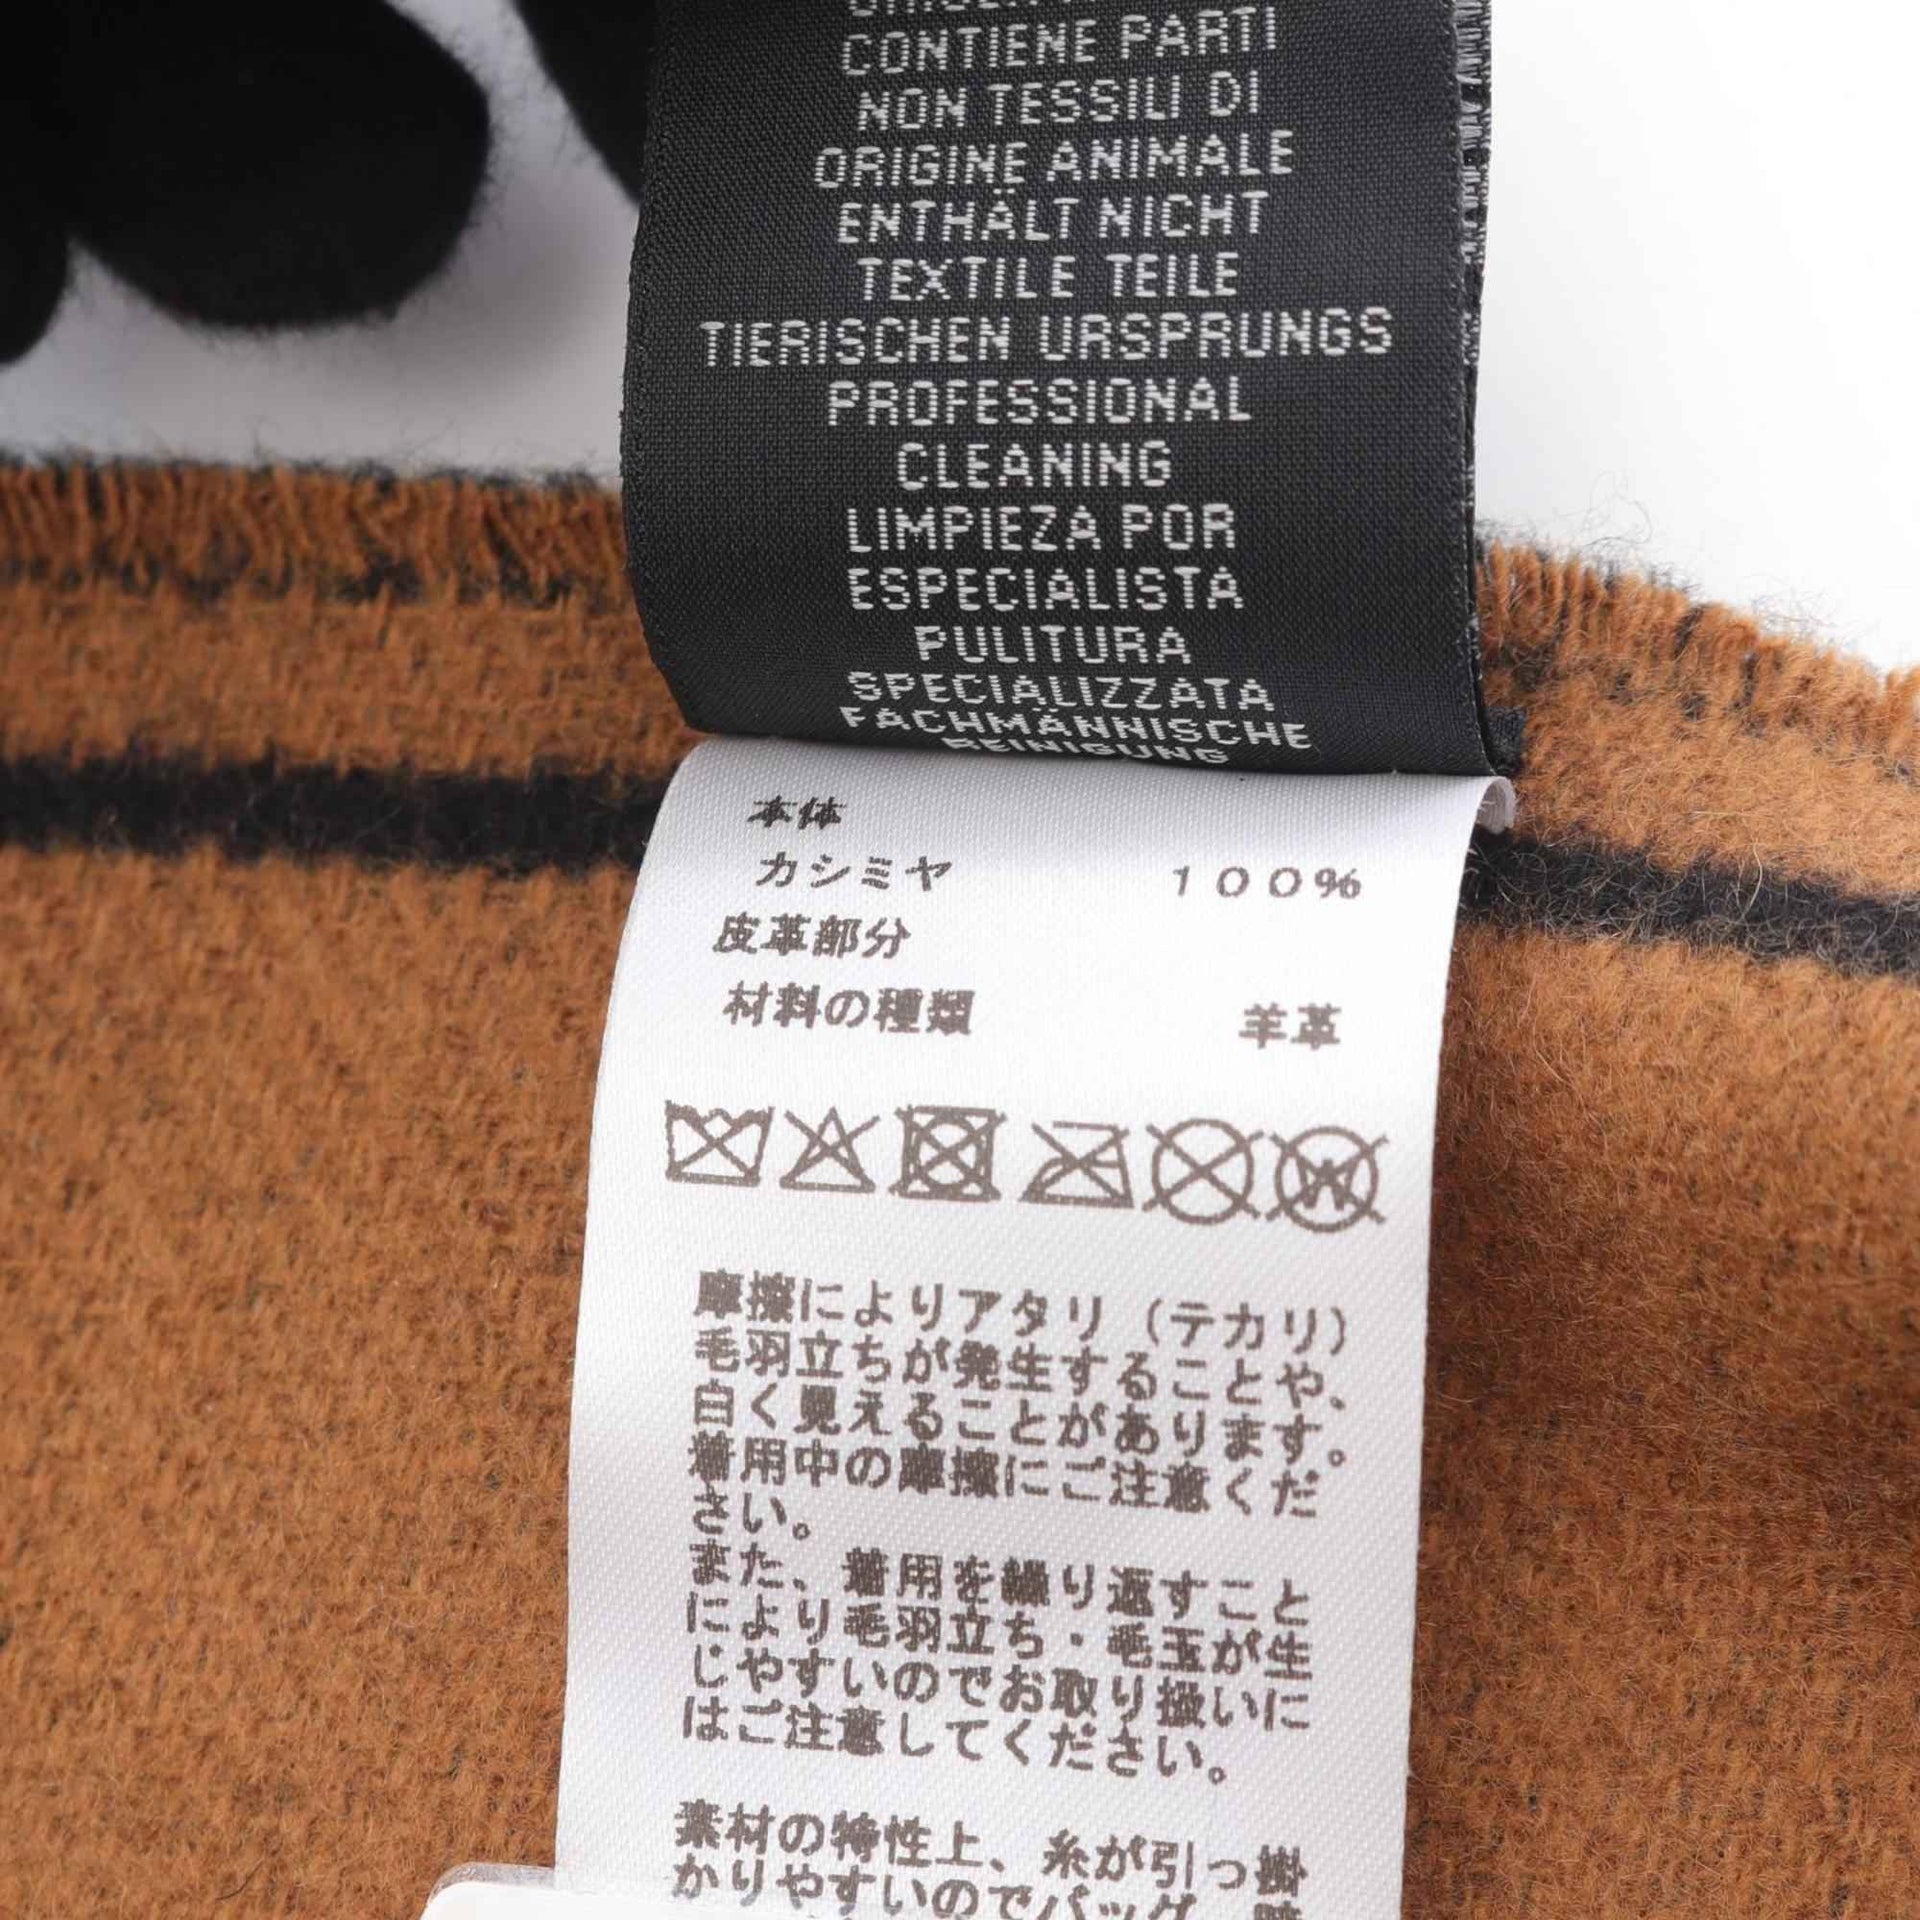 CONTIENE PARTI
NON TESSILI DI
ORIGINE ANIMALE
ENTHÄLT NICHT
TEXTILE TEILE
TIERISCHEN URSPRUNGS
PROFESSIONAL
CLEANING
LIMPIEZA POR
ESPECIALISTA
PULITURA
SPECIALIZZATA
FACHMÄNNISCHE
REINIGUNG
本体
カシミヤ 100%
皮革部分
材料の種類 羊革
W
摩擦によりアタリ(テカリ)
毛羽立ちが発生することや、
白く見えることがあります。
着用中の摩擦にご注意くだ
さい。
また、着用を繰り返すこと
により毛羽立ち・毛玉が生
じやすいのでお取り扱いに
はご注意してください。
素材の特性上、糸が引っ掛
かりやすいのでバッグ、